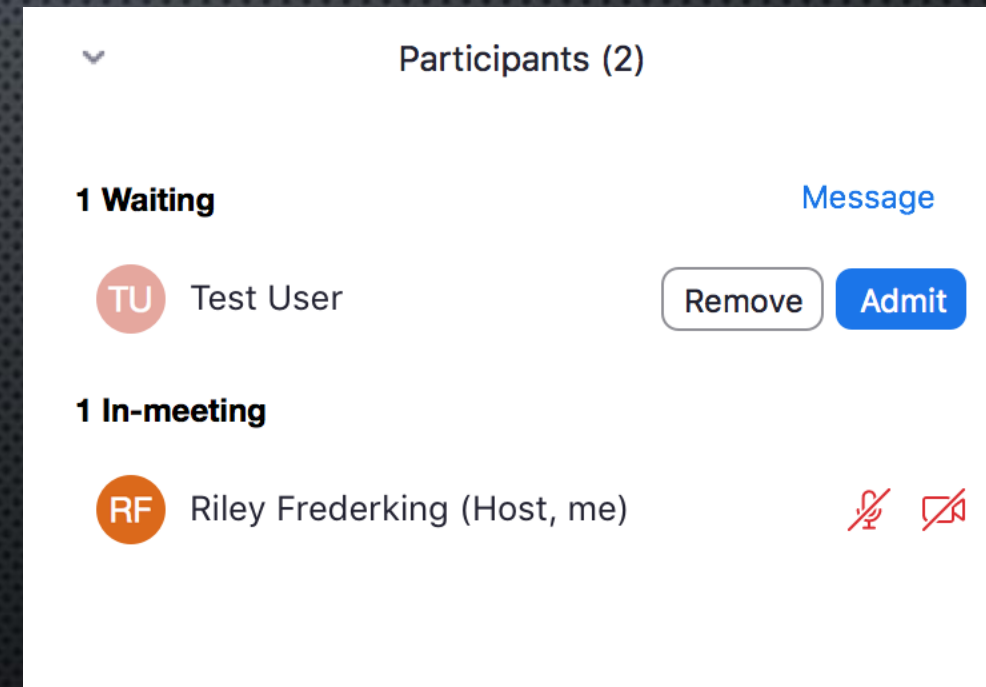 Participants (2)
1 Waiting Message
TU Test User Remove Admit
1 In-meeting
RF Riley Frederking (Host, me)